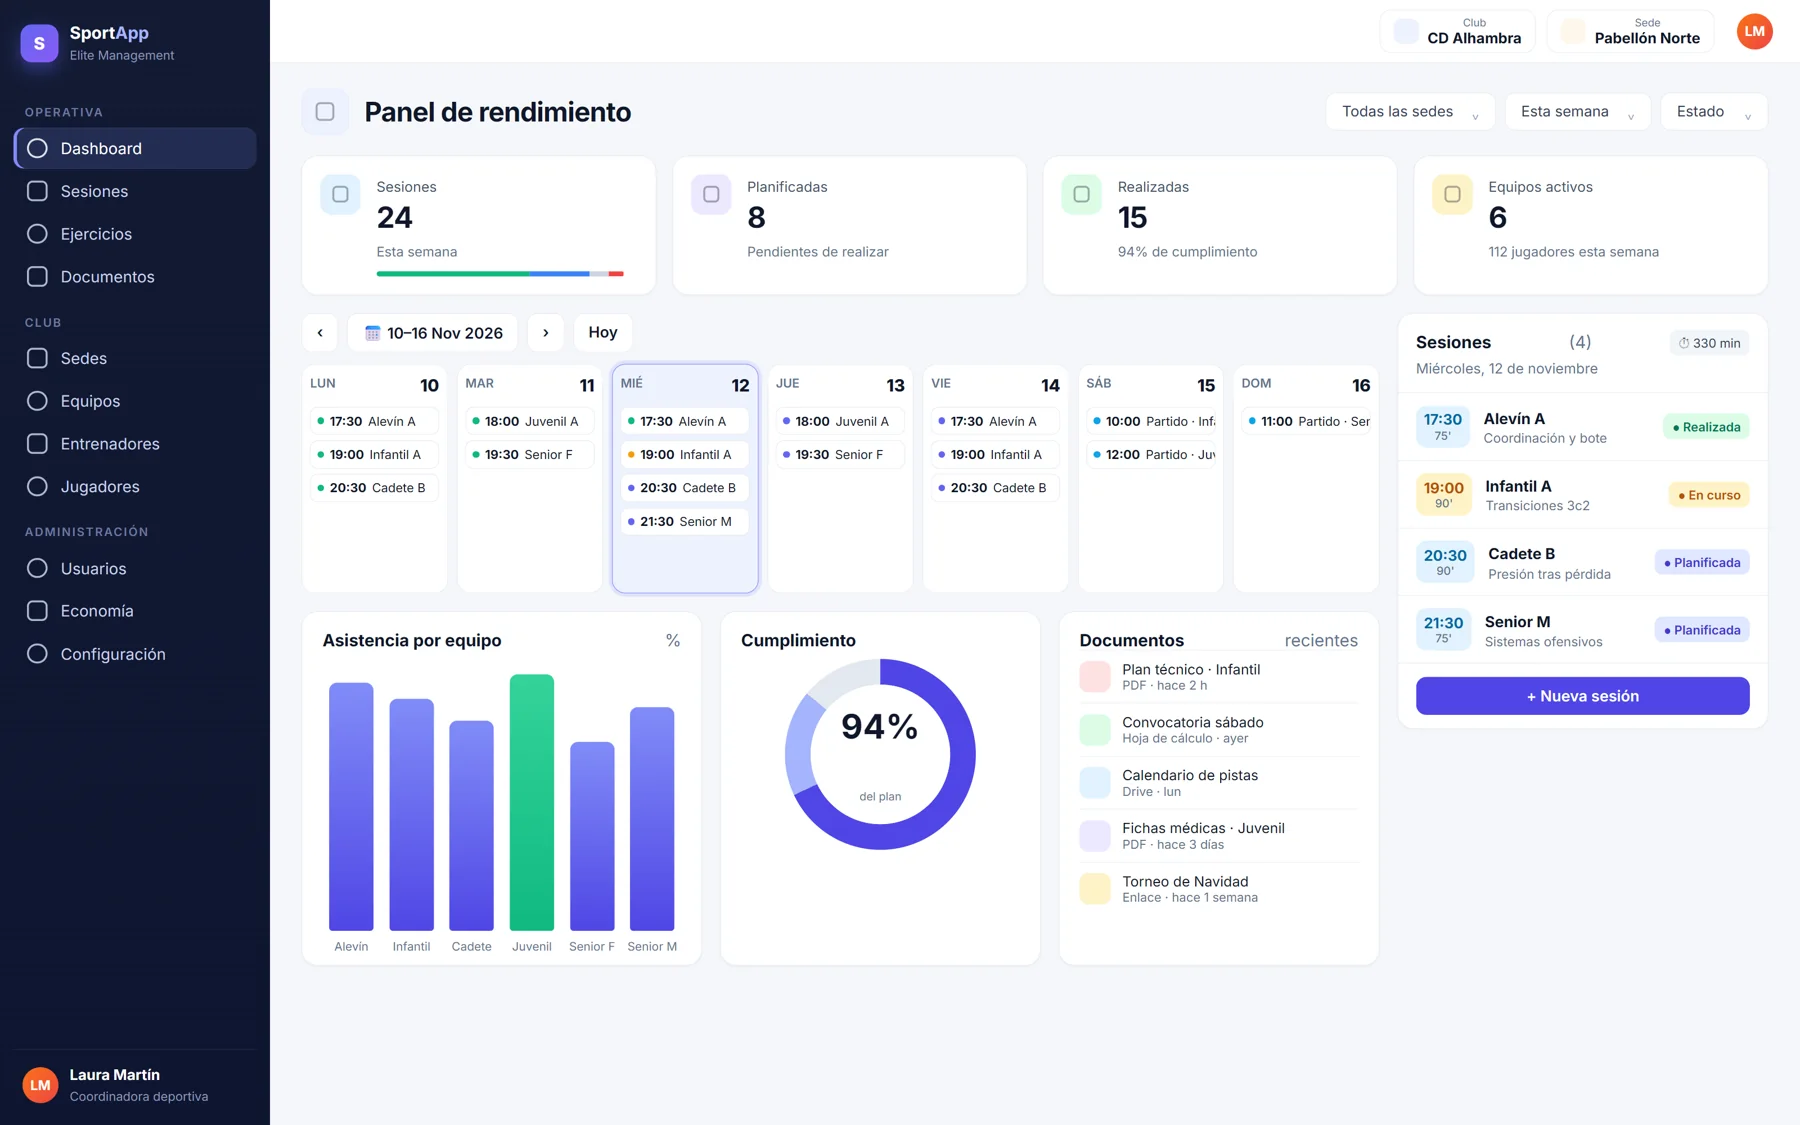 S
SportApp
Elite Management
OPERATIVA
Dashboard
Sesiones
Ejercicios
Documentos
CLUB
Sedes
Equipos
Entrenadores
Jugadores
ADMINISTRACIÓN
Usuarios
Economía
Configuración
LM
Laura Martín
Coordinadora deportiva
Club
CD Alhambra
Sede
Pabellón Norte
LM
Panel de rendimiento
Todas las sedes
Esta semana
Estado
Sesiones
24
Esta semana
Planificadas
8
Pendientes de realizar
Realizadas
15
94% de cumplimiento
Equipos activos
6
112 jugadores esta semana
‹
10–16 Nov 2026
›
Hoy
LUN 10
17:30 Alevín A
19:00 Infantil A
20:30 Cadete B
MAR 11
18:00 Juvenil A
19:30 Senior F
MIÉ 12
17:30 Alevín A
19:00 Infantil A
20:30 Cadete B
21:30 Senior M
JUE 13
18:00 Juvenil A
19:30 Senior F
VIE 14
17:30 Alevín A
19:00 Infantil A
20:30 Cadete B
SÁB 15
10:00 Partido · Infa
12:00 Partido · Juv
DOM 16
11:00 Partido · Ser
Sesiones (4)
⏱ 330 min
Miércoles, 12 de noviembre
17:30
75'
Alevín A
Coordinación y bote
● Realizada
19:00
90'
Infantil A
Transiciones 3c2
● En curso
20:30
90'
Cadete B
Presión tras pérdida
● Planificada
21:30
75'
Senior M
Sistemas ofensivos
● Planificada
+ Nueva sesión
Asistencia por equipo %
Alevín Infantil Cadete Juvenil Senior F Senior M
Cumplimiento
94%
del plan
Documentos recientes
Plan técnico · Infantil
PDF · hace 2 h
Convocatoria sábado
Hoja de cálculo · ayer
Calendario de pistas
Drive · lun
Fichas médicas · Juvenil
PDF · hace 3 días
Torneo de Navidad
Enlace · hace 1 semana